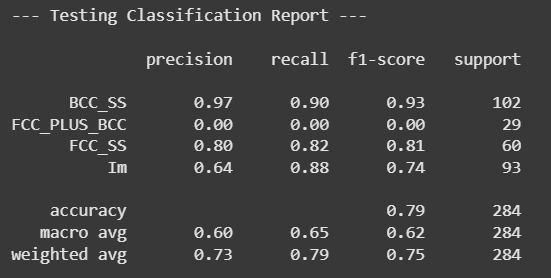 --- Testing Classification Report ---
precision recall f1-score support
BCC_SS 0.97 0.90 0.93 102
FCC_PLUS_BCC 0.00 0.00 0.00 29
FCC_SS 0.80 0.82 0.81 60
Im 0.64 0.88 0.74 93
accuracy 0.79 284
macro avg 0.60 0.65 0.62 284
weighted avg 0.73 0.79 0.75 284